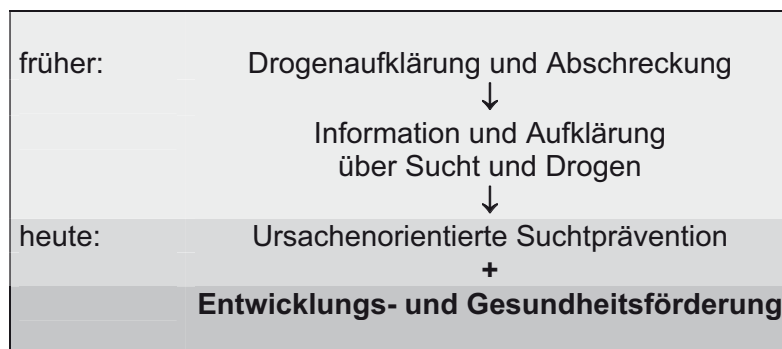 früher: Drogenaufklärung und Abschreckung
↓
Information und Aufklärung
über Sucht und Drogen
↓
heute: Ursachenorientierte Suchtprävention
+
Entwicklungs- und Gesundheitsförderung